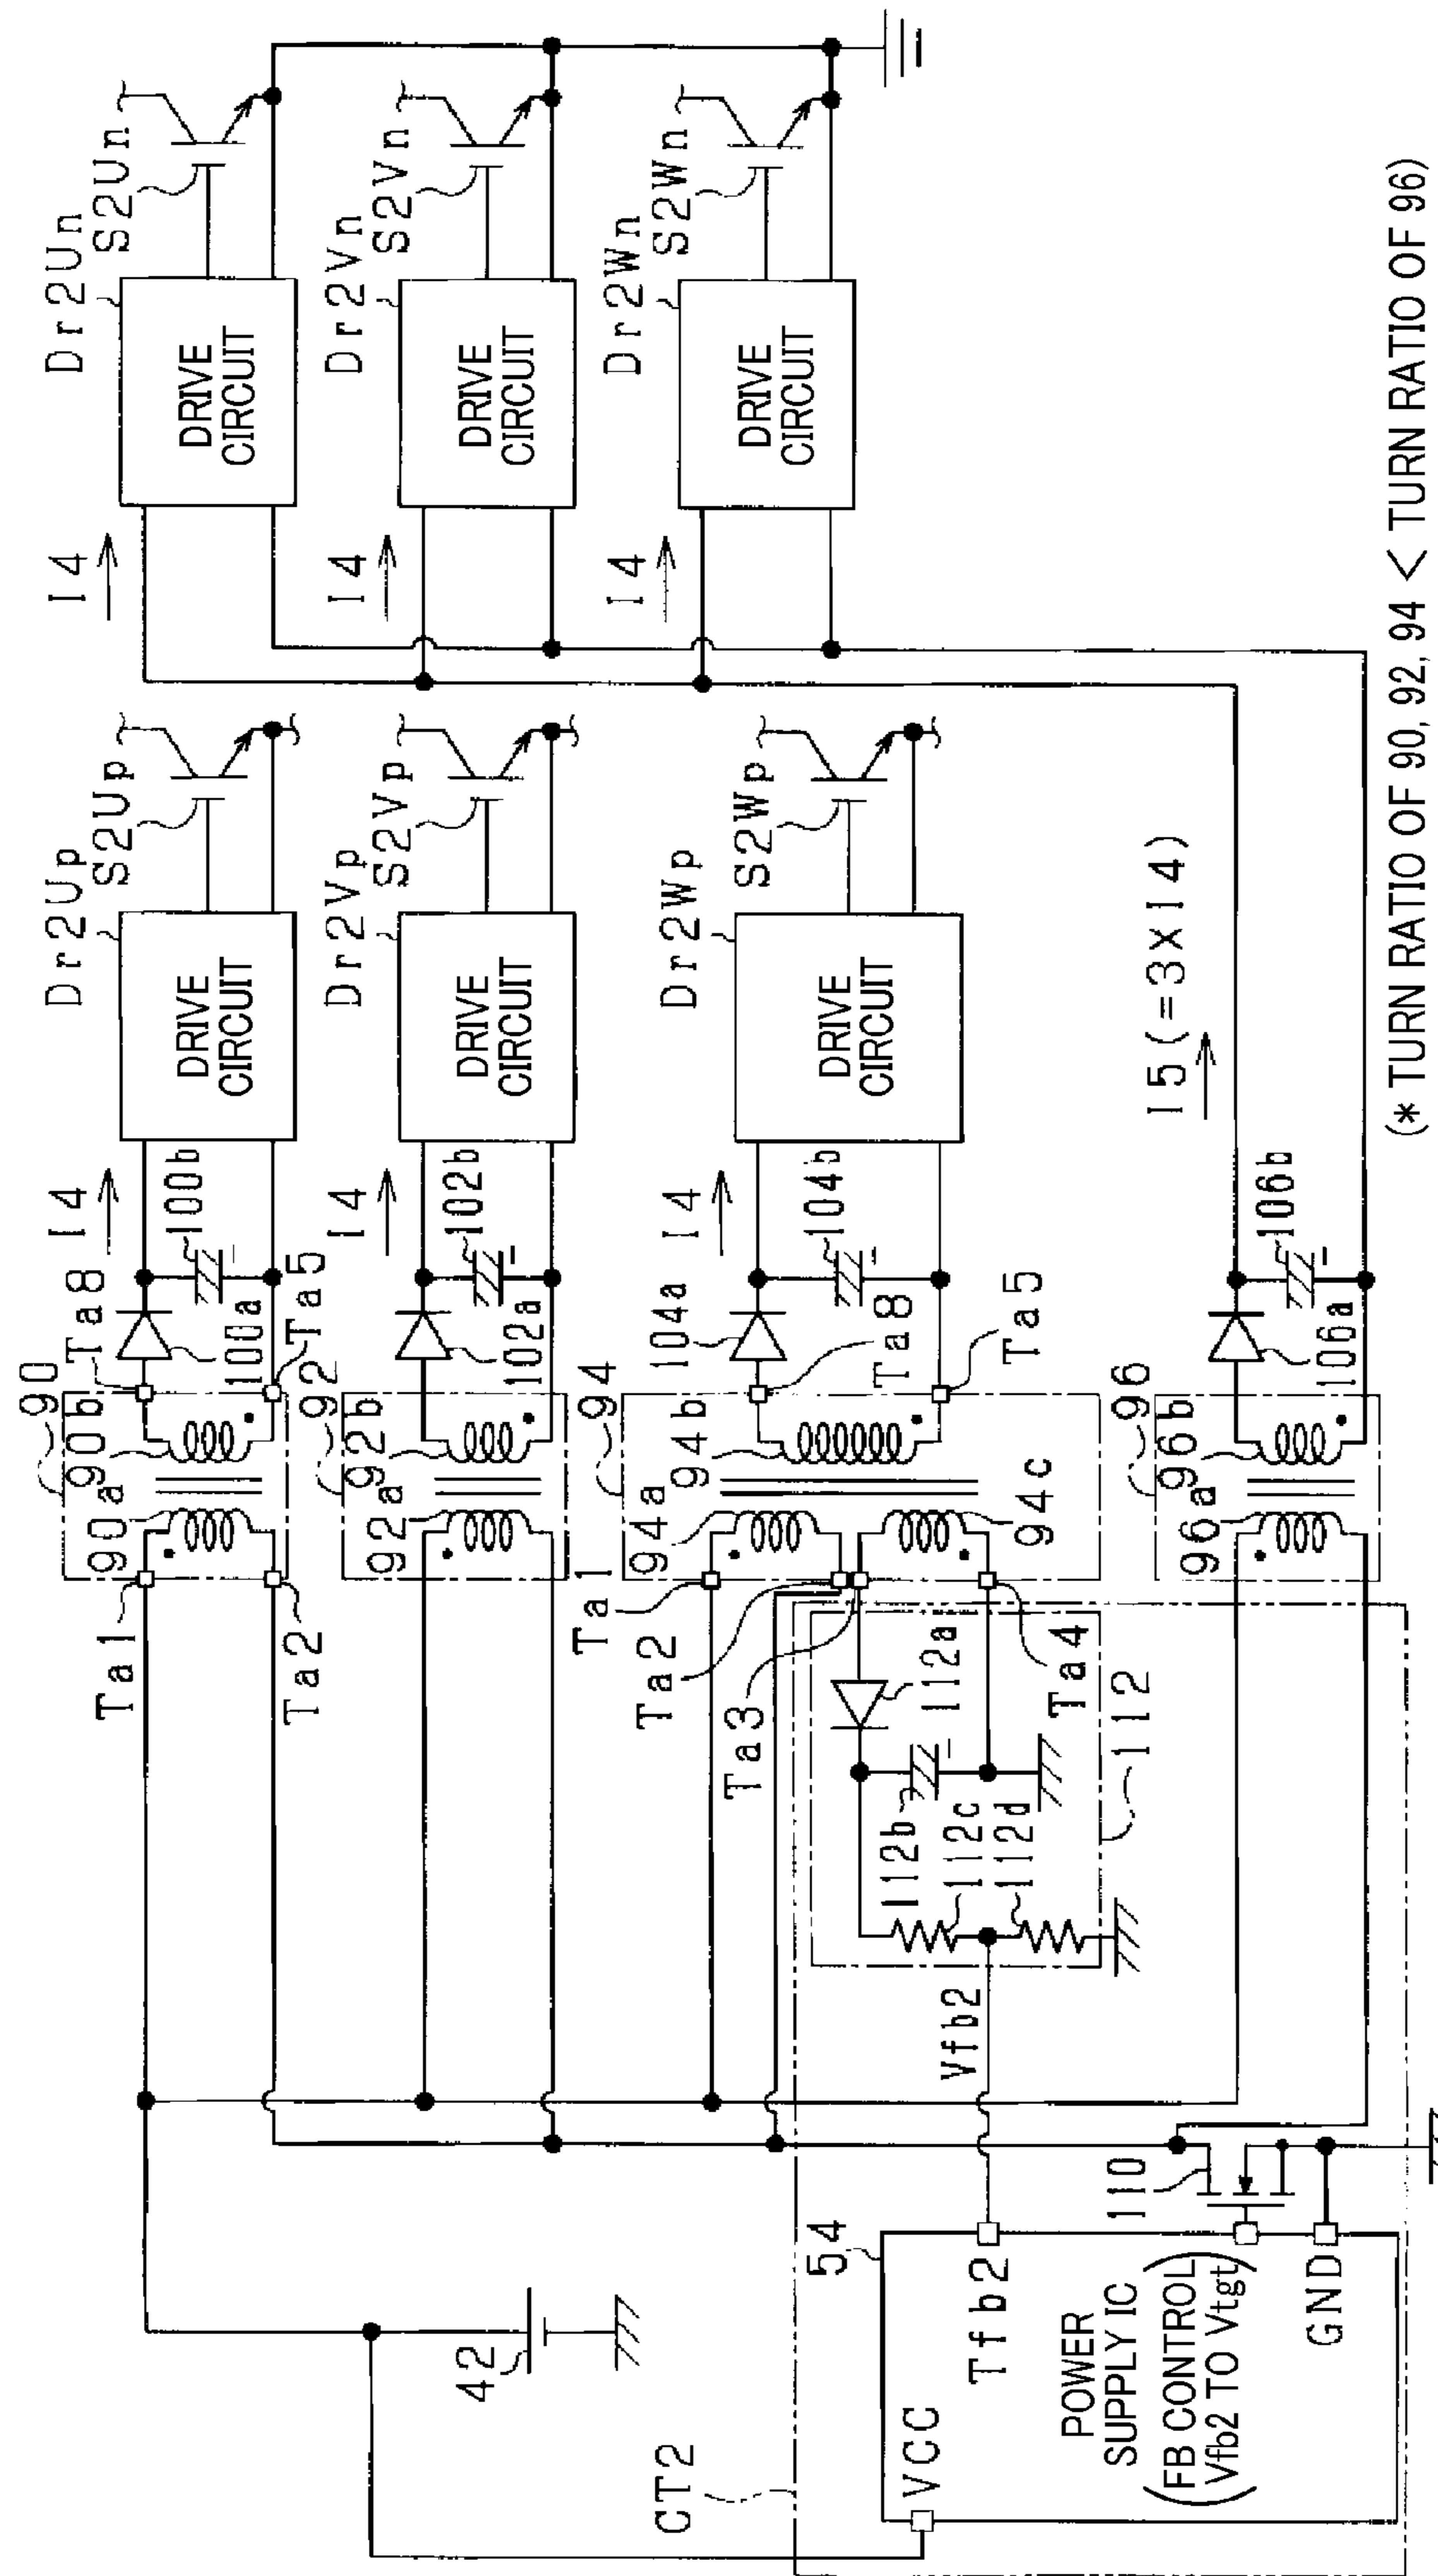 Dr2Up
S2Up
Dr2Un
S2Un
90
90a
90b
Ta1
Ta2
Ta8
Ta5
100a
100b
I4
DRIVE
CIRCUIT
I4
DRIVE
CIRCUIT
Dr2Vp
S2Vp
Dr2Vn
S2Vn
92
92a
92b
102a
102b
I4
DRIVE
CIRCUIT
I4
DRIVE
CIRCUIT
Dr2Wp
S2Wp
Dr2Wn
S2Wn
94
94a
94b
94c
Ta1
Ta2
Ta3
Ta4
Ta8
Ta5
104a
104b
I4
DRIVE
CIRCUIT
I4
DRIVE
CIRCUIT
112
112a
112b
112c
112d
Vfb2
96
96a
96b
106a
106b
I5(=3×I4)
42
CT2
54
VCC
Tfb2
110
POWER
SUPPLY IC
(FB CONTROL
Vfb2 TO Vtgt)
GND
(* TURN RATIO OF 90, 92, 94 < TURN RATIO OF 96)